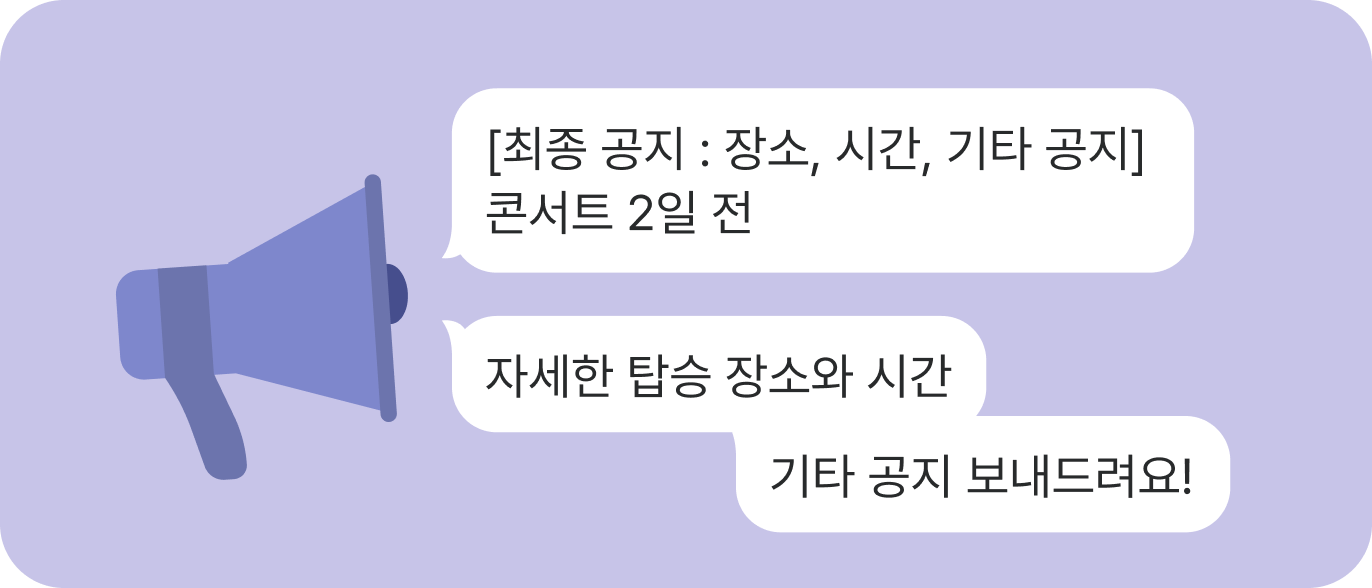 [최종 공지 : 장소, 시간, 기타 공지]
콘서트 2일 전
자세한 탑승 장소와 시간
기타 공지 보내드려요!